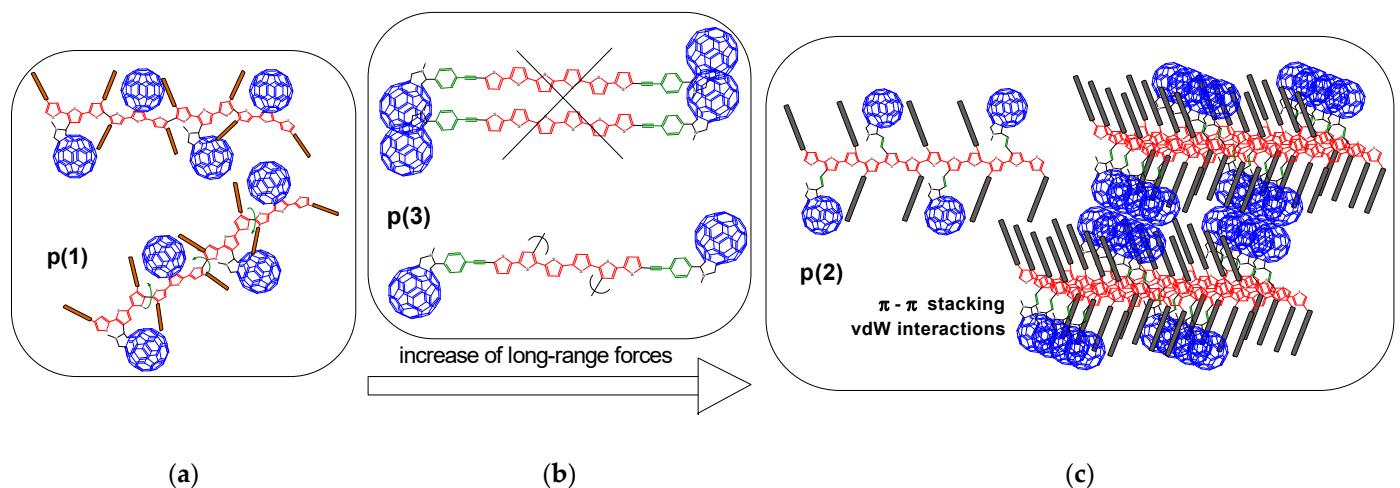 p(1)
p(3)
p(2)
π - π stacking
vdW interactions
increase of long-range forces
(a)
(b)
(c)